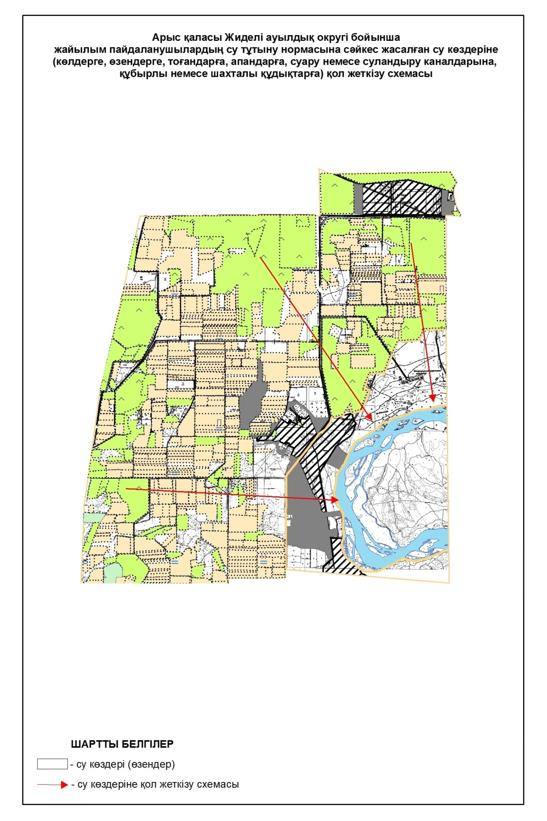 Арыс қаласы Жиделі ауылдық округі бойынша
жайылым пайдаланушылардың су тұтыну нормасына сәйкес жасалған су көздеріне
(көлдерге, өзендерге, тоғандарға, апандарға, суару немесе суландыру каналдарына,
құбырлы немесе шахталы құдықтарға) қол жеткізу схемасы
ШАРТТЫ БЕЛГІЛЕР
- су көздері (өзендер)
- су көздеріне қол жеткізу схемасы